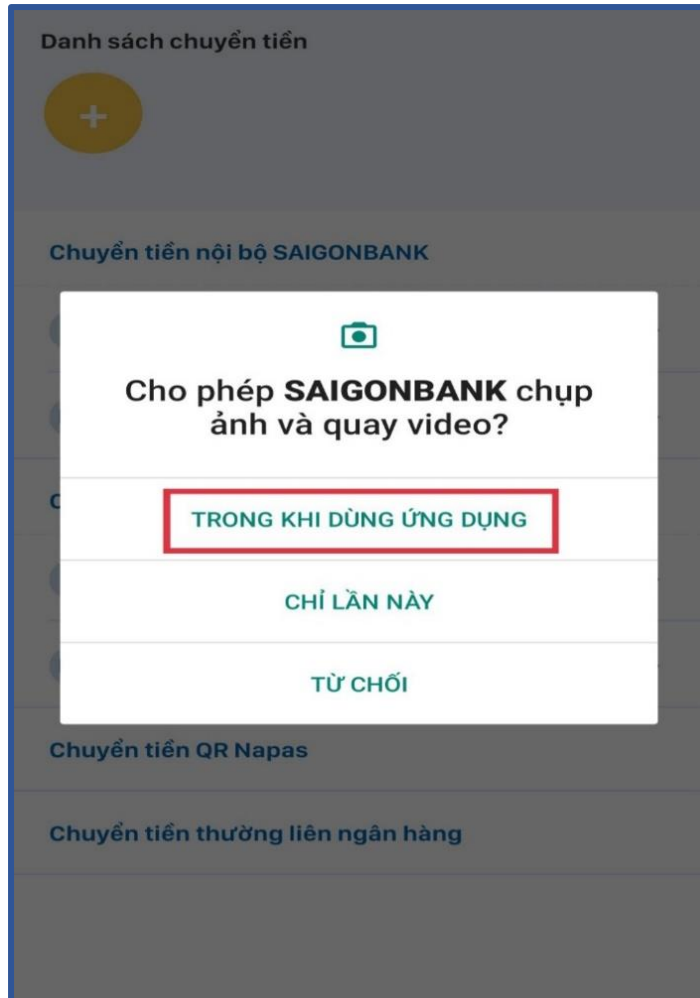 Danh sách chuyển tiền
+
Chuyển tiền nội bộ SAIGONBANK
Cho phép SAIGONBANK chụp
ảnh và quay video?
TRONG KHI DÙNG ỨNG DỤNG
CHỈ LẦN NÀY
TỪ CHỐI
Chuyển tiền QR Napas
Chuyển tiền thường liên ngân hàng